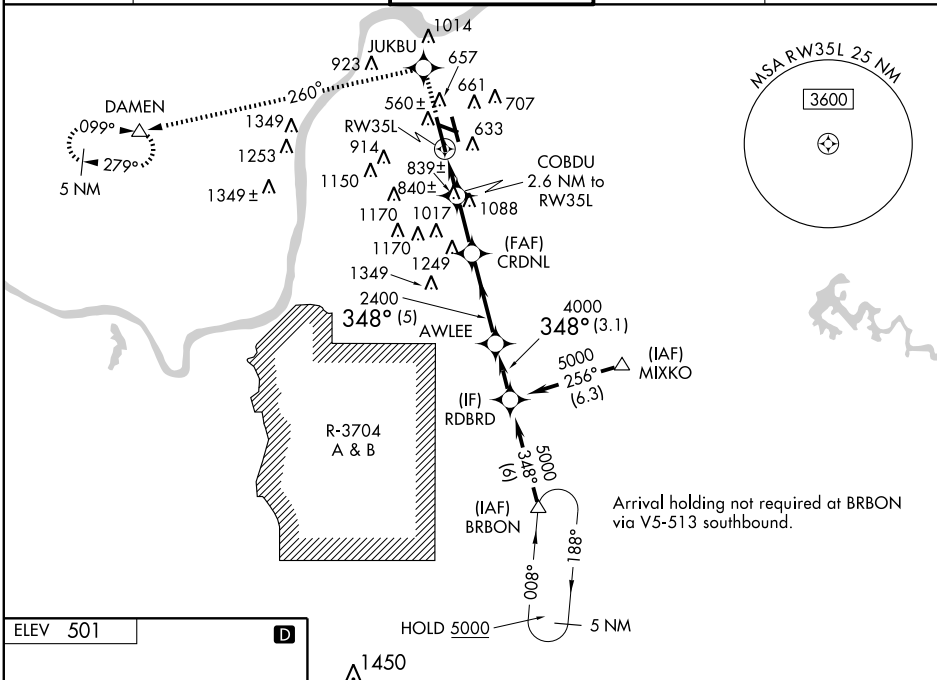 1014
JUKBU
923
657
260°
661
707
560±
DAMEN
099°
279°
5 NM
1349
1253
1349±
RW35L
914
1150
633
839±
840±
COBDU
2.6 NM to
RW35L
1088
1170
1017
1170
1249
(FAF)
CRDNL
1349
2400
348° (5)
AWLEE
4000
348° (3.1)
5000
256°
(6.3)
(IAF)
MIXKO
(IF)
RDBRD
R-3704
A & B
5000
348°
(6)
(IAF)
BRBON
Arrival holding not required at BRBON
via V5-513 southbound.
008°
188°
HOLD 5000
5 NM
MSA RW35L 25 NM
3600
ELEV 501
D
1450